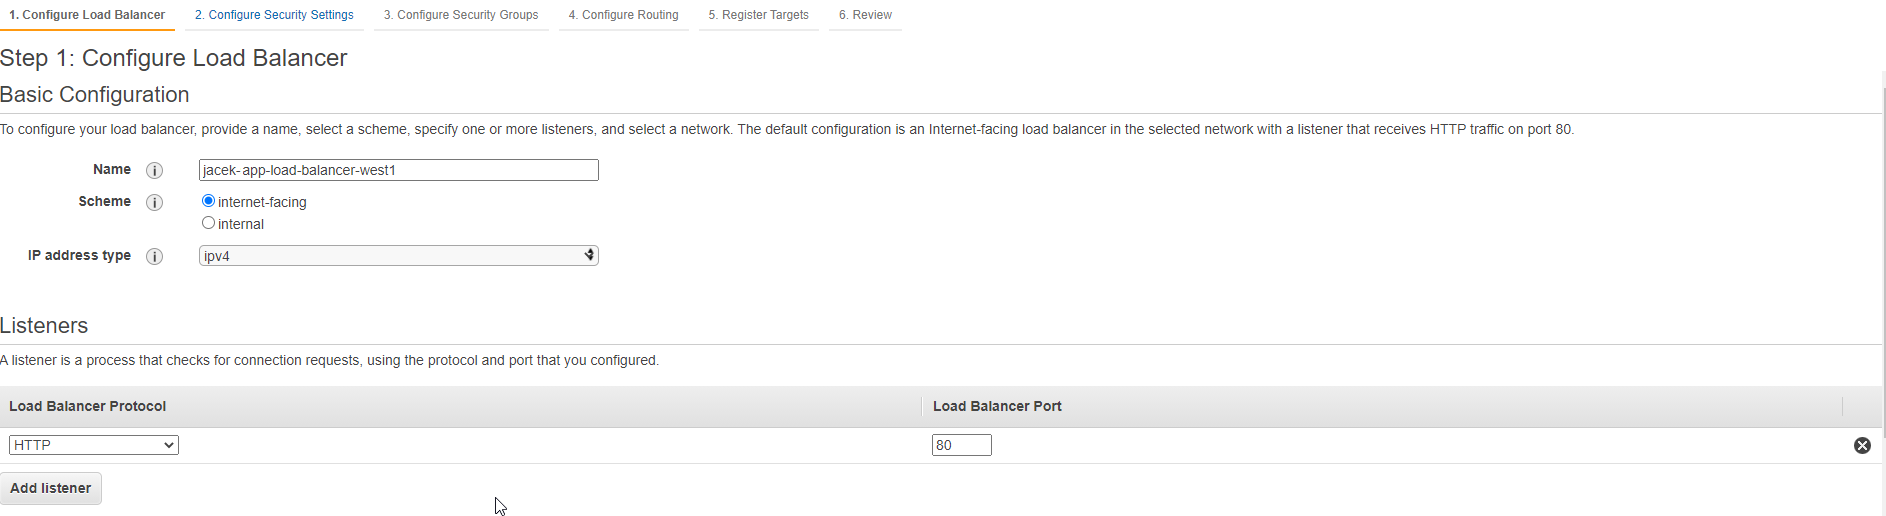 1. Configure Load Balancer 2. Configure Security Settings 3. Configure Security Groups 4. Configure Routing 5. Register Targets 6. Review
Step 1: Configure Load Balancer
Basic Configuration
To configure your load balancer, provide a name, select a scheme, specify one or more listeners, and select a network. The default configuration is an Internet-facing load balancer in the selected network with a listener that receives HTTP traffic on port 80.
Name i jacek-app-load-balancer-west1
Scheme i internet-facing
internal
IP address type i ipv4
Listeners
A listener is a process that checks for connection requests, using the protocol and port that you configured.
Load Balancer Protocol Load Balancer Port
HTTP 80
Add listener